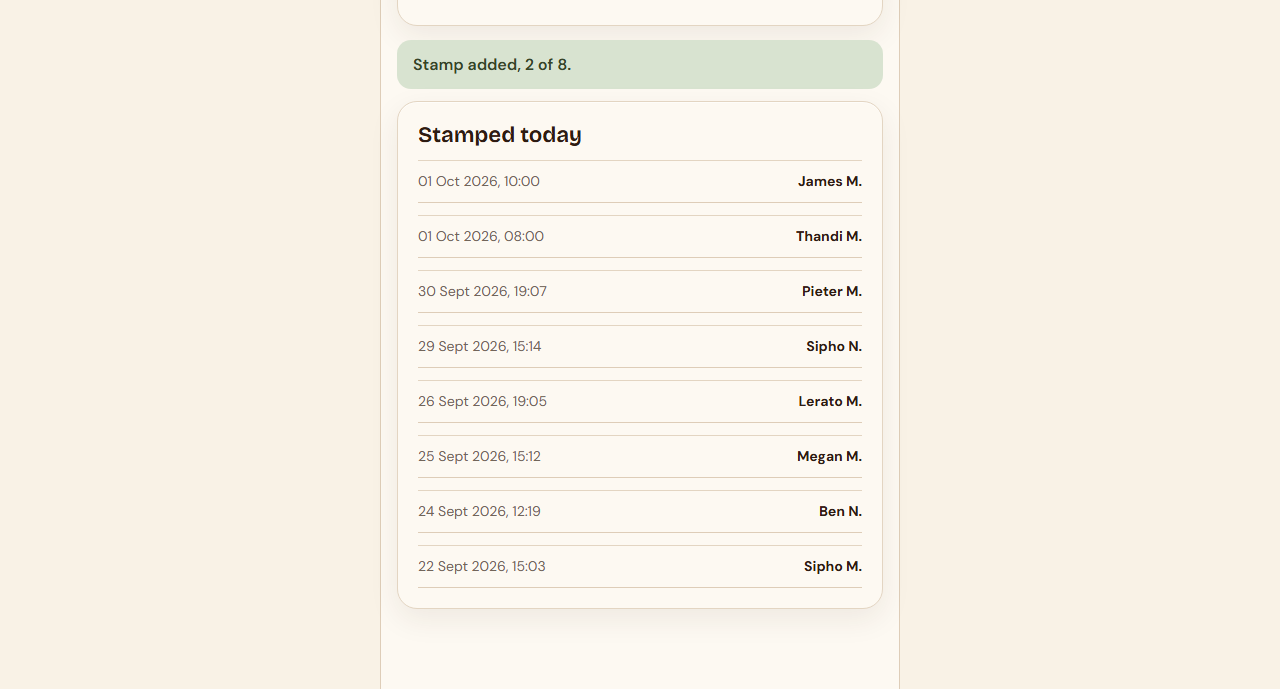 Stamp added, 2 of 8.
Stamped today
01 Oct 2026, 10:00 James M.
01 Oct 2026, 08:00 Thandi M.
30 Sept 2026, 19:07 Pieter M.
29 Sept 2026, 15:14 Sipho N.
26 Sept 2026, 19:05 Lerato M.
25 Sept 2026, 15:12 Megan M.
24 Sept 2026, 12:19 Ben N.
22 Sept 2026, 15:03 Sipho M.